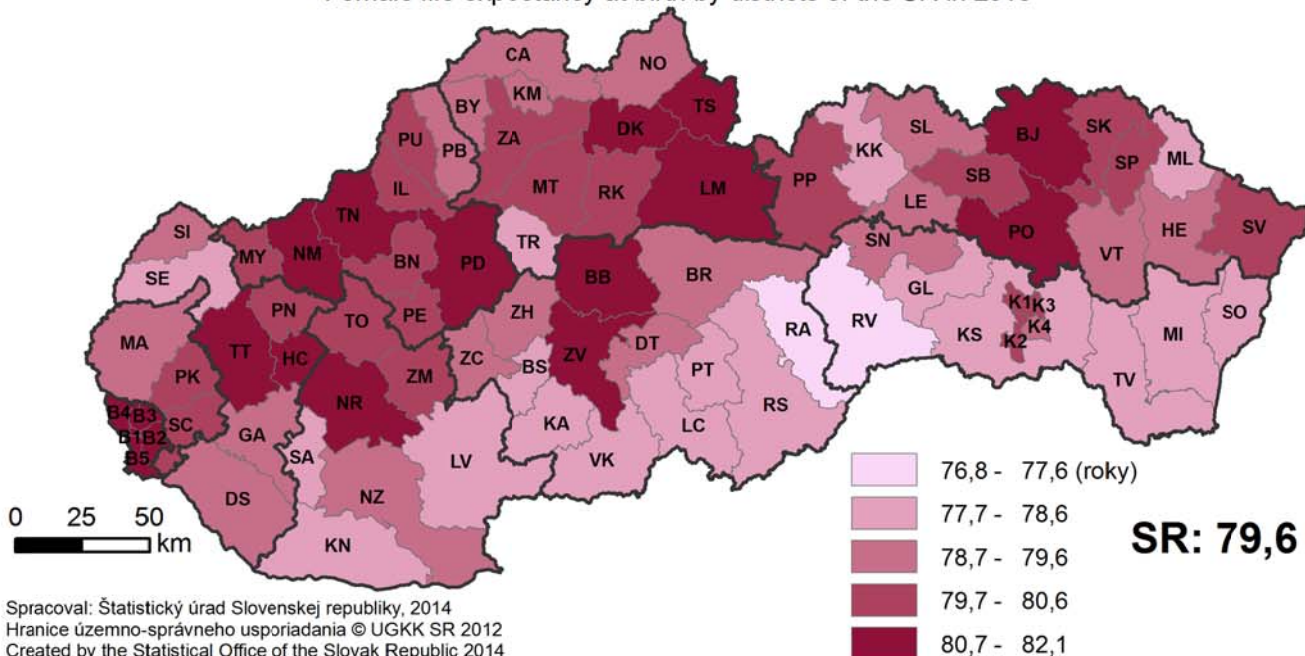 Female life expectancy at birth by districts of the SR in 2013
CA
NO
BY
KM
TS
PU
PB
ZA
DK
KK
SL
BJ
SK
SP
ML
IL
MT
RK
LM
PP
SB
LE
SI
TN
PO
VT
HE
SV
MY
NM
BN
PD
TR
SN
SE
BB
BR
GL
PN
TO
PE
ZH
RA
RV
K1
K3
SO
MA
TT
HC
ZC
ZV
DT
KS
K2
K4
MI
PK
ZM
BS
PT
TV
B4
B3
SC
NR
RS
B1
B2
GA
KA
LC
B5
SA
LV
VK
DS
NZ
KN
0 25 50
km
76,8 - 77,6 (roky)
77,7 - 78,6
78,7 - 79,6
79,7 - 80,6
80,7 - 82,1
SR: 79,6
Spracoval: Štatistický úrad Slovenskej republiky, 2014
Hranice územno-správneho usporiadania © UGKK SR 2012
Created by the Statistical Office of the Slovak Republic 2014